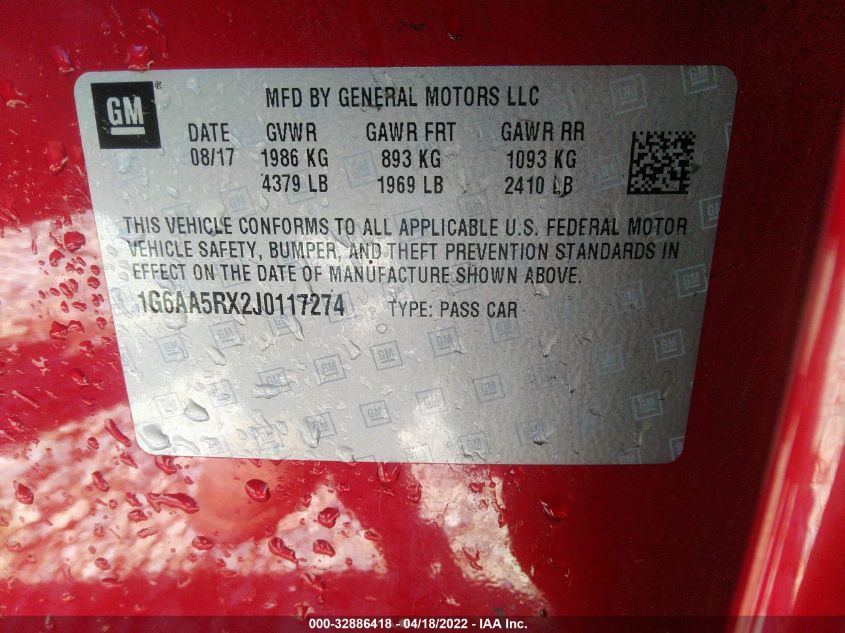 GM
®
MFD BY GENERAL MOTORS LLC
DATE GVWR GAWR FRT GAWR RR
08/17 1986 KG 893 KG 1093 KG
4379 LB 1969 LB 2410 LB
THIS VEHICLE CONFORMS TO ALL APPLICABLE U.S. FEDERAL MOTOR
VEHICLE SAFETY, BUMPER, AND THEFT PREVENTION STANDARDS IN
EFFECT ON THE DATE OF MANUFACTURE SHOWN ABOVE.
1G6AA5RX2J0117274 TYPE: PASS CAR
000-32886418 - 04/18/2022 - IAA Inc.